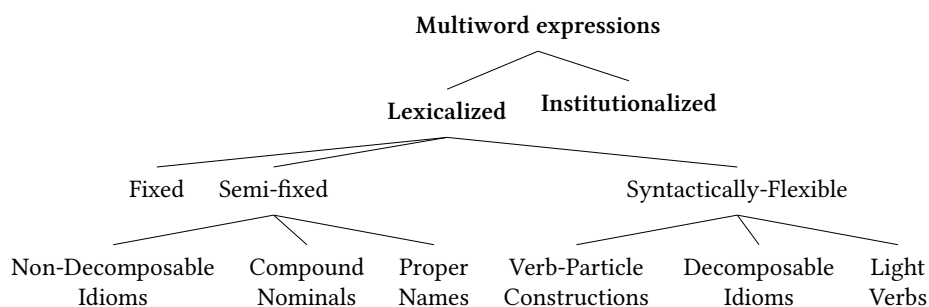 Multiword expressions
Lexicalized
Institutionalized
Fixed
Semi-fixed
Syntactically-Flexible
Non-Decomposable
Idioms
Compound
Nominals
Proper
Names
Verb-Particle
Constructions
Decomposable
Idioms
Light
Verbs